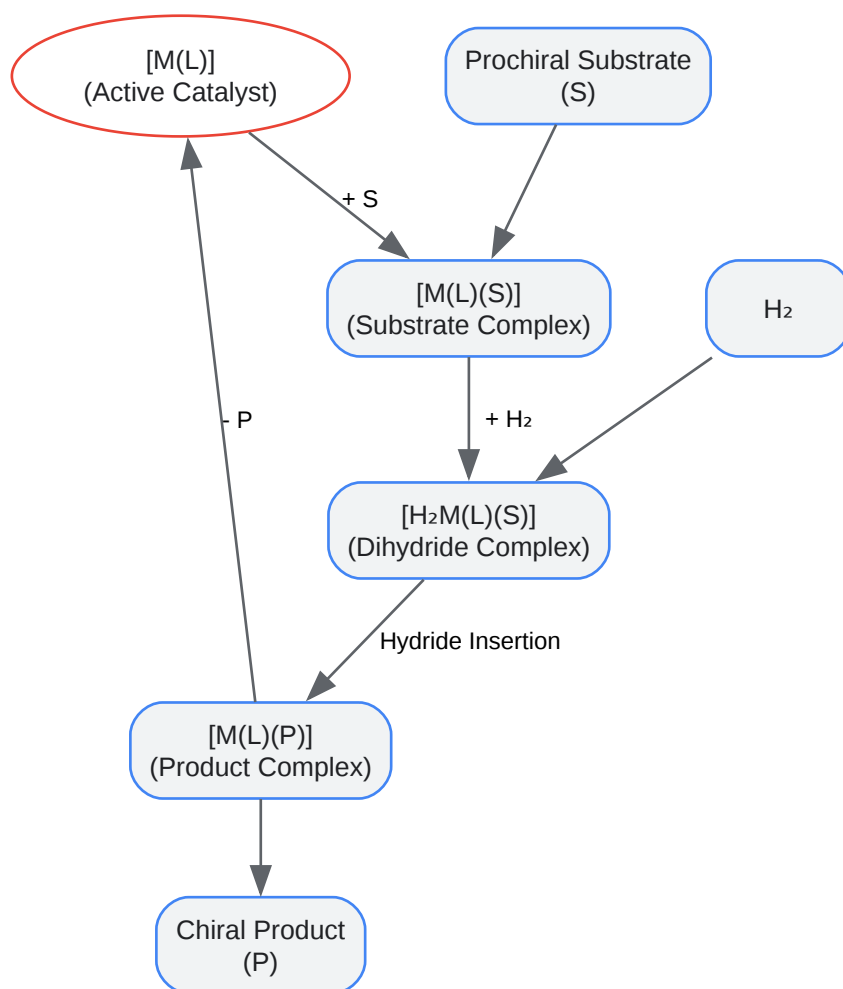 [M(L)]
(Active Catalyst)
Prochiral Substrate
(S)
+ S
[M(L)(S)]
(Substrate Complex)
H₂
- P
+ H₂
[H₂M(L)(S)]
(Dihydride Complex)
Hydride Insertion
[M(L)(P)]
(Product Complex)
Chiral Product
(P)